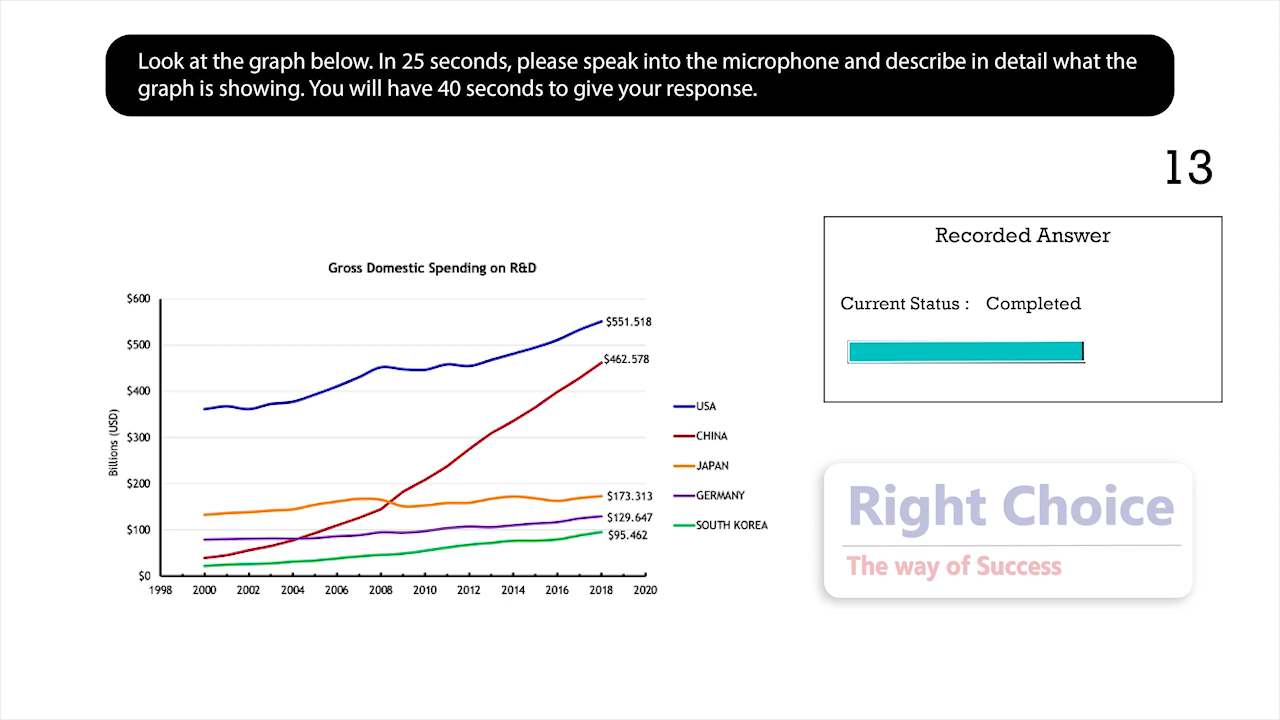 Look at the graph below. In 25 seconds, please speak into the microphone and describe in detail what the
graph is showing. You will have 40 seconds to give your response.
13
Recorded Answer
Current Status : Completed
Gross Domestic Spending on R&D
Billions (USD)
$600
$500
$400
$300
$200
$100
$0
1998 2000 2002 2004 2006 2008 2010 2012 2014 2016 2018 2020
$551.518
$462.578
$173.313
$129.647
$95.462
USA
CHINA
JAPAN
GERMANY
SOUTH KOREA
Right Choice
The way of Success